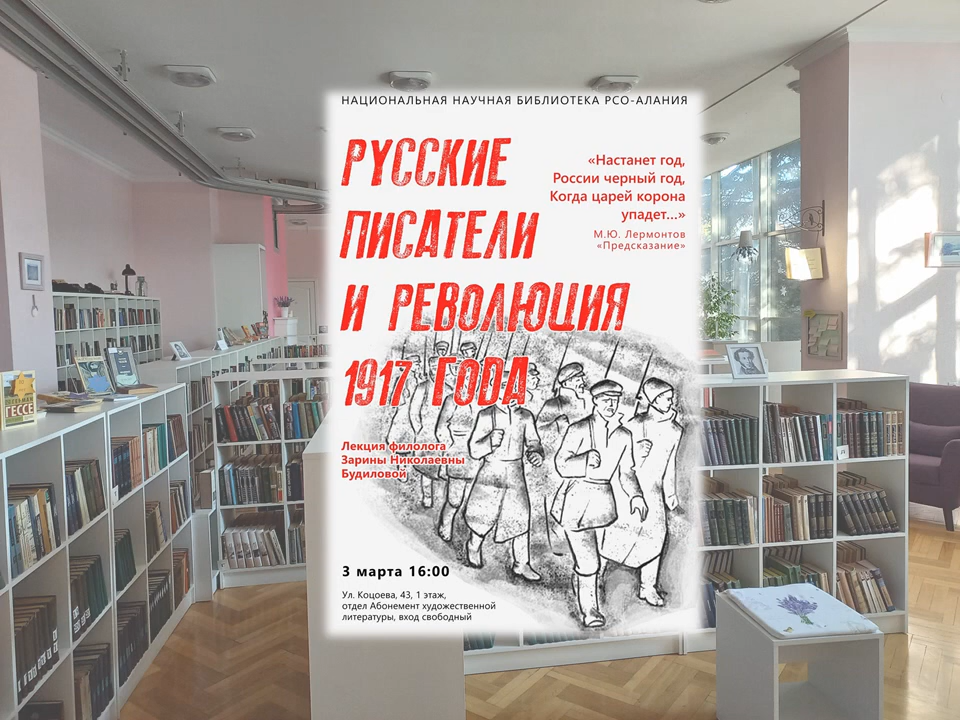 НАЦИОНАЛЬНАЯ НАУЧНАЯ БИБЛИОТЕКА РСО-АЛАНИЯ
РУССКИЕ
ПИСАТЕЛИ
И РЕВОЛЮЦИЯ
1917 ГОДА
«Настанет год,
России черный год,
Когда царей корона
упадет...»
М.Ю. Лермонтов
«Предсказание»
Лекция филолога
Зарины Николаевны
Будиловой
3 марта 16:00
Ул. Коцоева, 43, 1 этаж,
отдел Абонемент художественной
литературы, вход свободный
ГЕССЕ